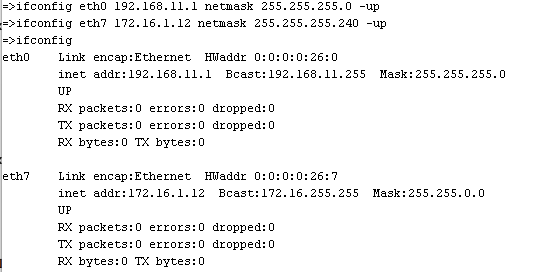 =>ifconfig eth0 192.168.11.1 netmask 255.255.255.0 -up
=>ifconfig eth7 172.16.1.12 netmask 255.255.255.240 -up
=>ifconfig
eth0 Link encap:Ethernet HWaddr 0:0:0:0:26:0
inet addr:192.168.11.1 Bcast:192.168.11.255 Mask:255.255.255.0
UP
RX packets:0 errors:0 dropped:0
TX packets:0 errors:0 dropped:0
RX bytes:0 TX bytes:0
eth7 Link encap:Ethernet HWaddr 0:0:0:0:26:7
inet addr:172.16.1.12 Bcast:172.16.255.255 Mask:255.255.0.0
UP
RX packets:0 errors:0 dropped:0
TX packets:0 errors:0 dropped:0
RX bytes:0 TX bytes:0